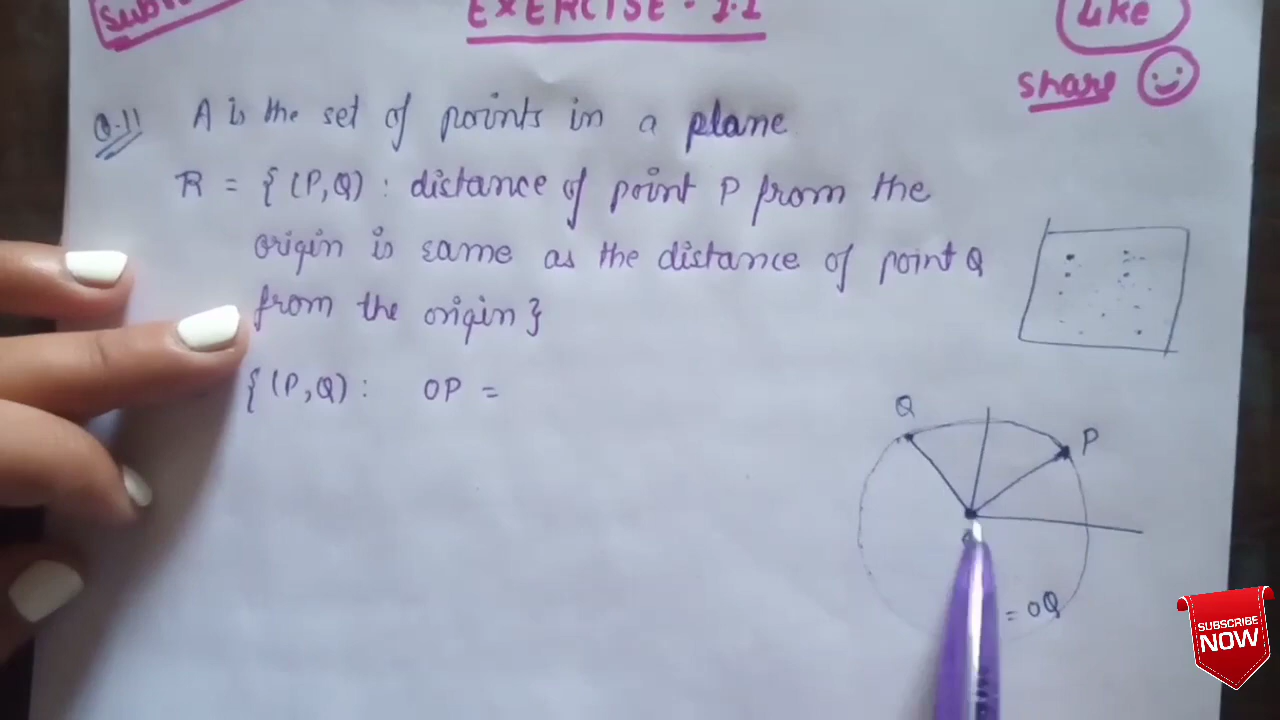 EXERCISE - 1.1
Like
Share
Q.11 A is the set of points in a plane
R = {(P,Q) : distance of point P from the
origin is same as the distance of point Q
from the origin}
{(P,Q) : OP =
Q
P
= OQ
SUBSCRIBE
NOW